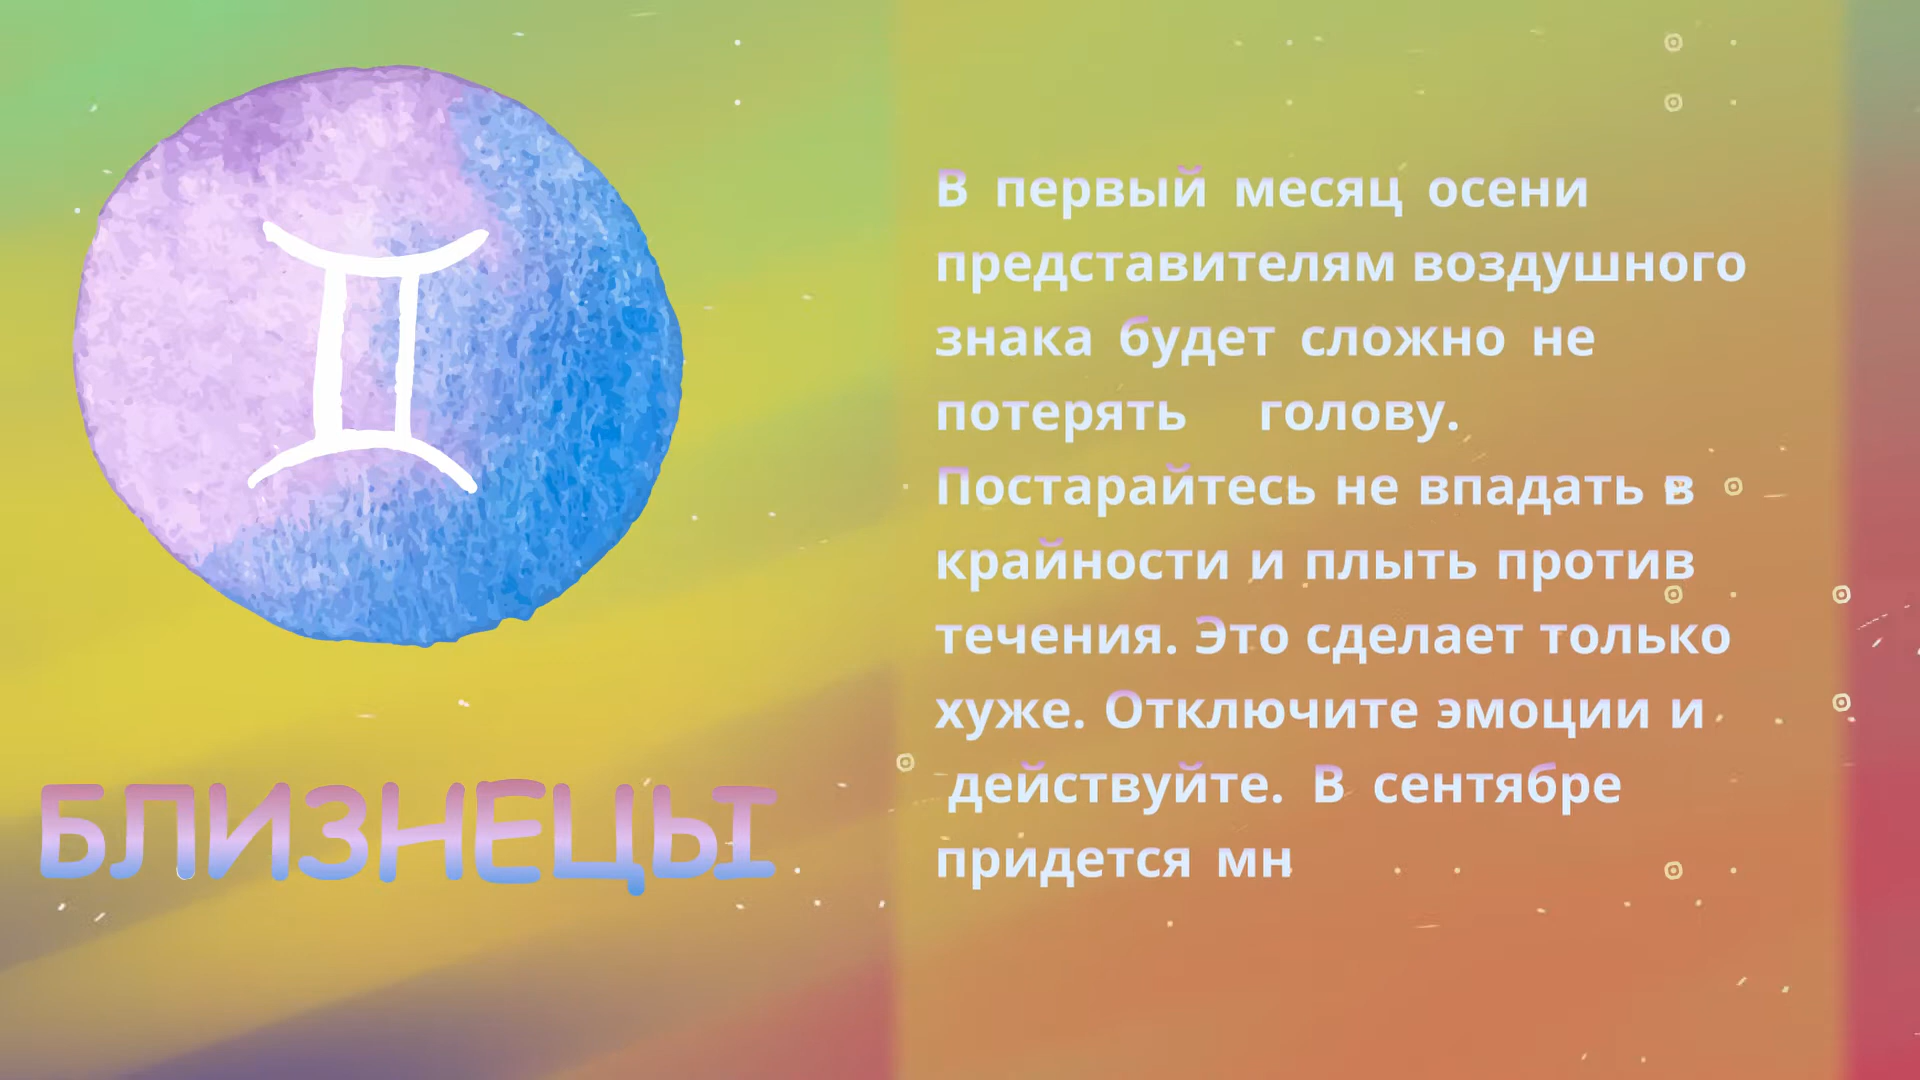 БЛИЗНЕЦЫ
В первый месяц осени
представителям воздушного
знака будет сложно не
потерять голову.
Постарайтесь не впадать в
крайности и плыть против
течения. Это сделает только
хуже. Отключите эмоции и
действуйте. В сентябре
придется мн